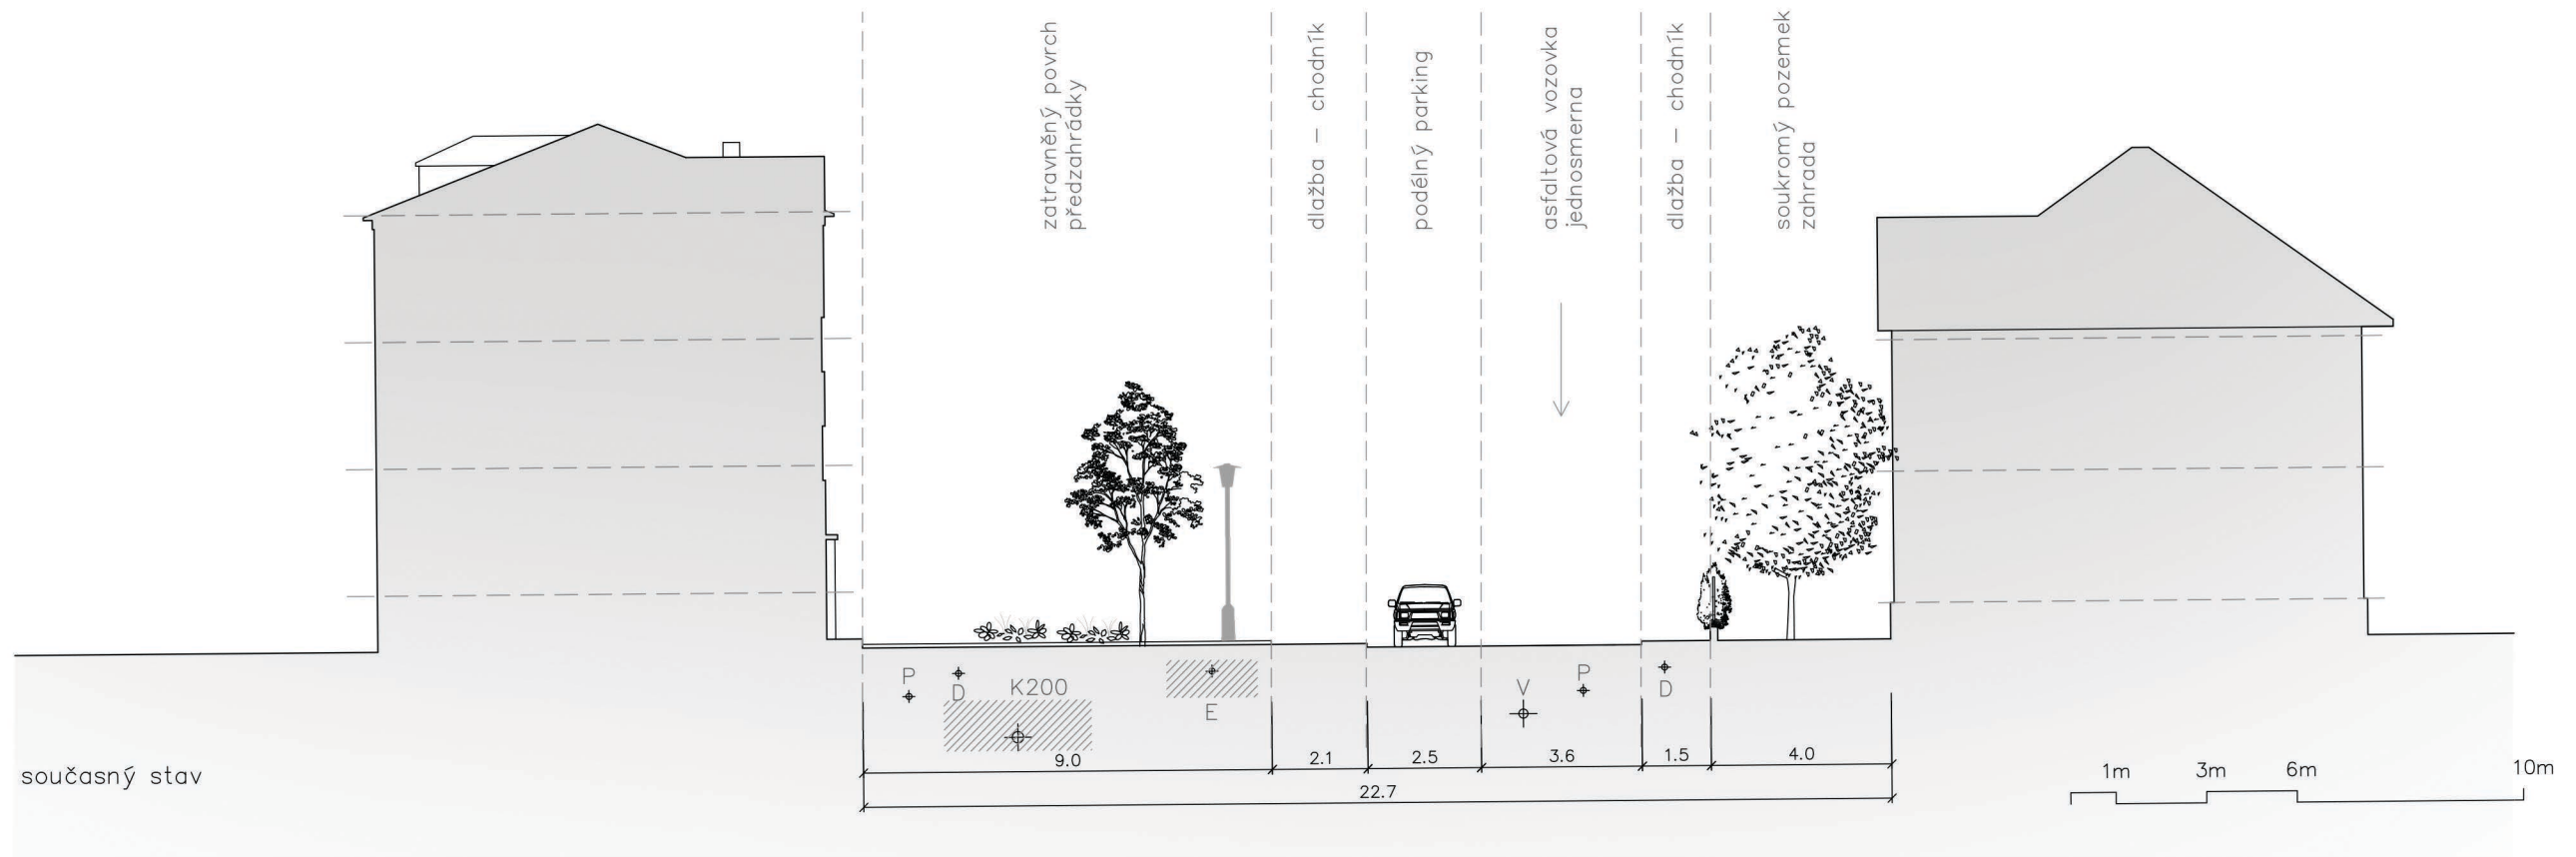 zatravněný povrch
předzahrádky
dlažba – chodník
podélný parking
asfaltová vozovka
jednosmerna
dlažba – chodník
soukromý pozemek
zahrada
P
D
K200
E
V
P
D
9.0
2.1
2.5
3.6
1.5
4.0
22.7
současný stav
1m
3m
6m
10m